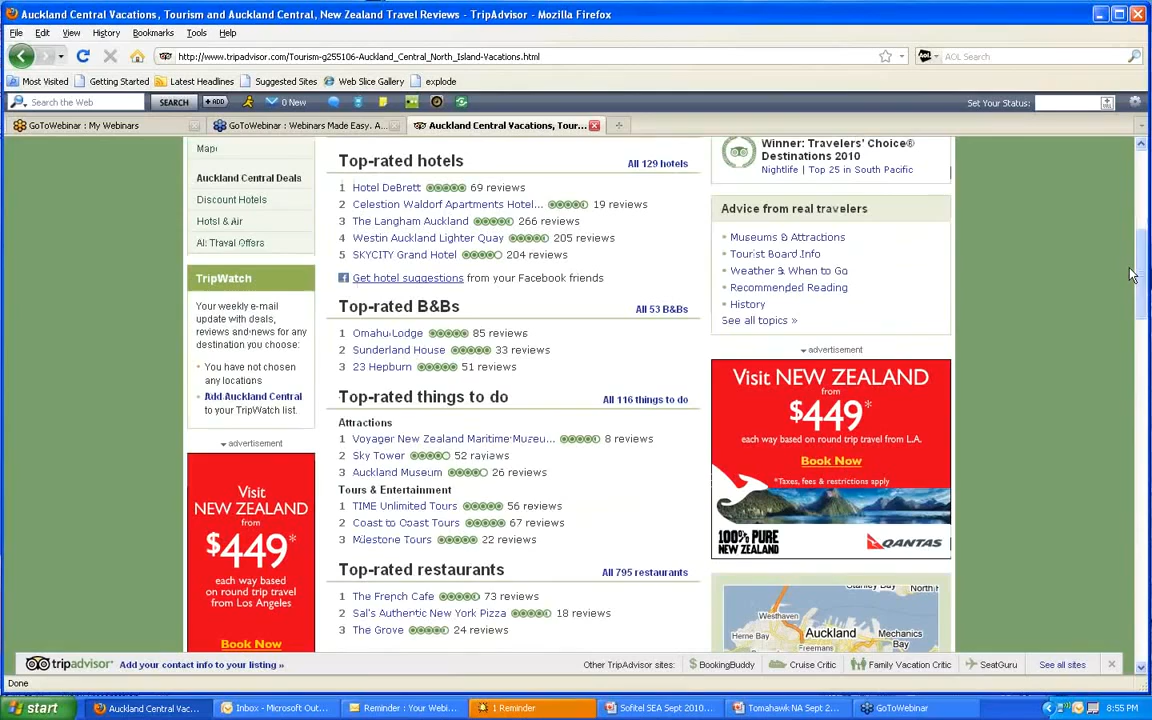 Auckland Central Vacations, Tourism and Auckland Central, New Zealand Travel Reviews - TripAdvisor - Mozilla Firefox
File Edit View History Bookmarks Tools Help
http://www.tripadvisor.com/Tourism-g255106-Auckland_Central_North_Island-Vacations.html
AOL Search
Most Visited Getting Started Latest Headlines Suggested Sites Web Slice Gallery explode
Search the Web SEARCH +ADD 0 New Set Your Status:
GoToWebinar : My Webinars GoToWebinar : Webinars Made Easy. A... Auckland Central Vacations, Tour...
Maps
Auckland Central Deals
Discount Hotels
Hotel & Air
All Travel Offers
TripWatch
Your weekly e-mail
update with deals,
reviews and news for any
destination you choose:
• You have not chosen
any locations
• Add Auckland Central
to your TripWatch list.
advertisement
Visit
NEW ZEALAND
from
$449*
each way based
on round trip travel
from Los Angeles
Book Now
Top-rated hotels All 129 hotels
1 Hotel DeBrett 69 reviews
2 Celestion Waldorf Apartments Hotel... 19 reviews
3 The Langham Auckland 266 reviews
4 Westin Auckland Lighter Quay 205 reviews
5 SKYCITY Grand Hotel 204 reviews
Get hotel suggestions from your Facebook friends
Top-rated B&Bs All 53 B&Bs
1 Omahu Lodge 85 reviews
2 Sunderland House 33 reviews
3 23 Hepburn 51 reviews
Top-rated things to do All 116 things to do
Attractions
1 Voyager New Zealand Maritime Museu... 8 reviews
2 Sky Tower 52 reviews
3 Auckland Museum 26 reviews
Tours & Entertainment
1 TIME Unlimited Tours 56 reviews
2 Coast to Coast Tours 67 reviews
3 Milestone Tours 22 reviews
Top-rated restaurants All 795 restaurants
1 The French Cafe 73 reviews
2 Sal's Authentic New York Pizza 18 reviews
3 The Grove 24 reviews
Winner: Travelers' Choice®
Destinations 2010
Nightlife | Top 25 in South Pacific
Advice from real travelers
• Museums & Attractions
• Tourist Board Info
• Weather & When to Go
• Recommended Reading
• History
See all topics »
advertisement
Visit NEW ZEALAND
from
$449*
each way based on round trip travel from L.A.
Book Now
*Taxes, fees & restrictions apply
100% PURE
NEW ZEALAND
QANTAS
Westhaven
Herne Bay
Auckland
Freemans
Mechanics
Bay
Stanley Bay
North
tripadvisor Add your contact info to your listing » Other TripAdvisor sites: BookingBuddy Cruise Critic Family Vacation Critic SeatGuru See all sites
Done
start Auckland Central Vac... Inbox - Microsoft Out... Reminder : Your Webi... 1 Reminder Sofitel SEA Sept 2010... Tomahawk NA Sept 2... GoToWebinar 8:55 PM